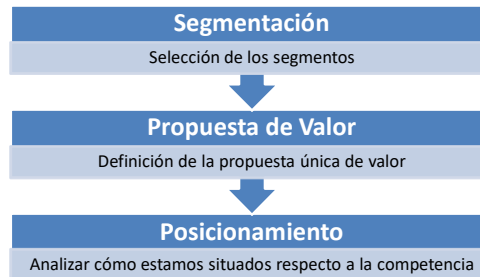 Segmentación
Selección de los segmentos
Propuesta de Valor
Definición de la propuesta única de valor
Posicionamiento
Analizar cómo estamos situados respecto a la competencia